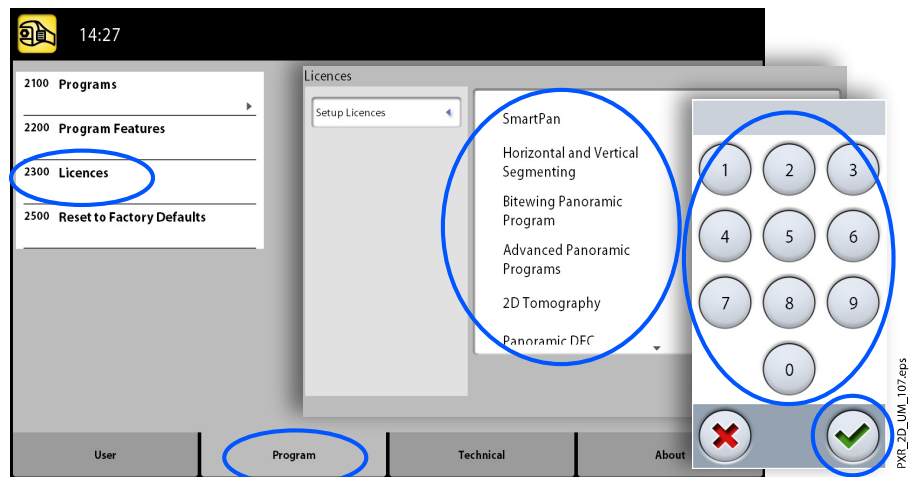 14:27
2100 Programs
2200 Program Features
2300 Licences
2500 Reset to Factory Defaults
Licences
Setup Licences
SmartPan
Horizontal and Vertical
Segmenting
Bitewing Panoramic
Program
Advanced Panoramic
Programs
2D Tomography
Panoramic DEC
1 2 3
4 5 6
7 8 9
0
User Program Technical About
PXR_2D_UM_107.eps